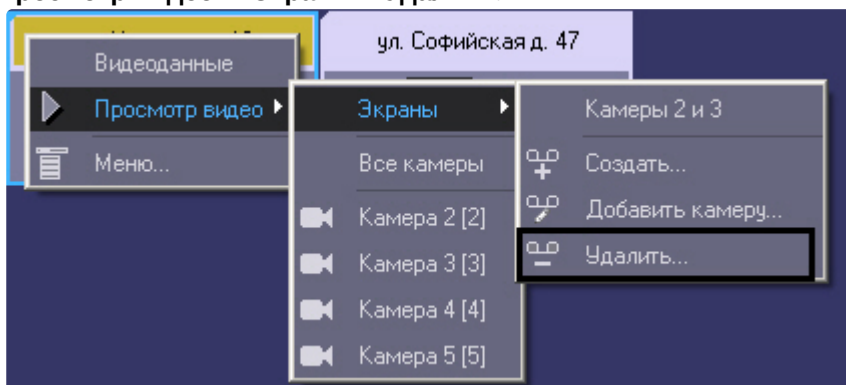 ул. Софийская д. 47
Видеоданные
Просмотр видео
Меню...
Экраны
Все камеры
Камера 2 [2]
Камера 3 [3]
Камера 4 [4]
Камера 5 [5]
Камеры 2 и 3
Создать...
Добавить камеру...
Удалить...